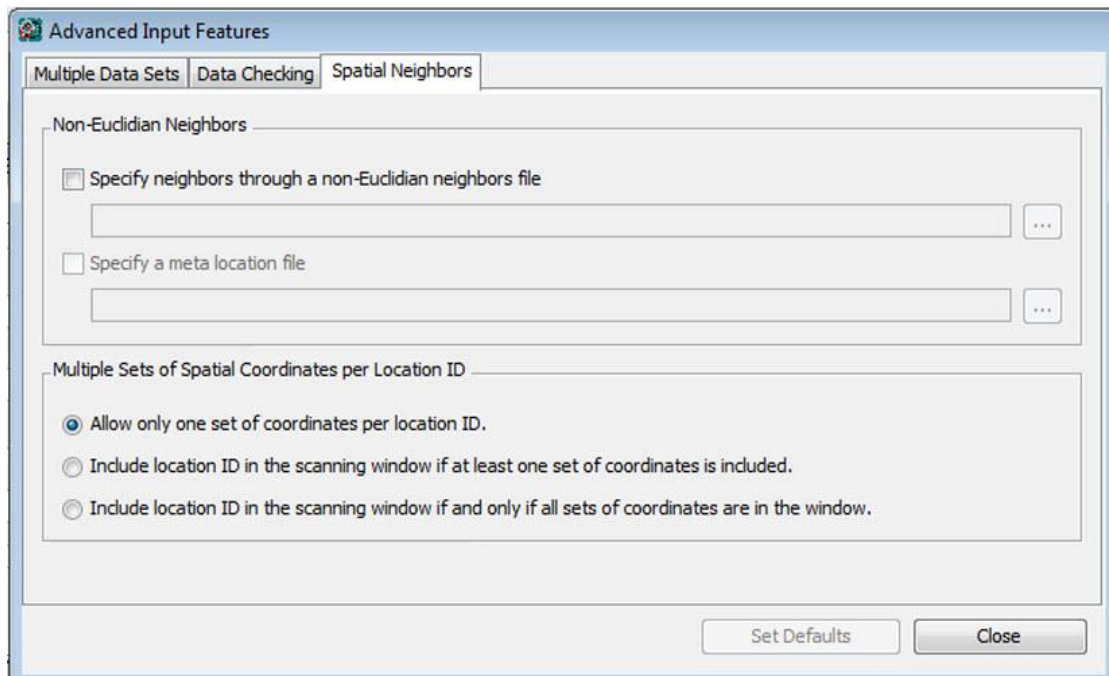 Advanced Input Features
Multiple Data Sets Data Checking Spatial Neighbors
Non-Euclidian Neighbors
Specify neighbors through a non-Euclidian neighbors file
...
Specify a meta location file
...
Multiple Sets of Spatial Coordinates per Location ID
Allow only one set of coordinates per location ID.
Include location ID in the scanning window if at least one set of coordinates is included.
Include location ID in the scanning window if and only if all sets of coordinates are in the window.
Set Defaults Close